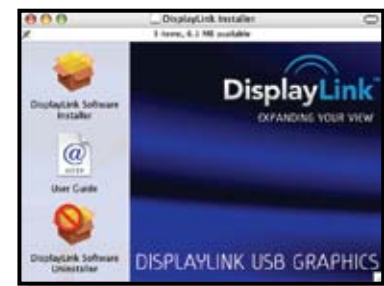 DisplayLink Installer
3 items, 6.1 MB available
DisplayLink Software
Installer
@
HTTP
User Guide
DisplayLink Software
Uninstaller
DisplayLink
EXPANDING YOUR VIEW
DISPLAYLINK USB GRAPHICS